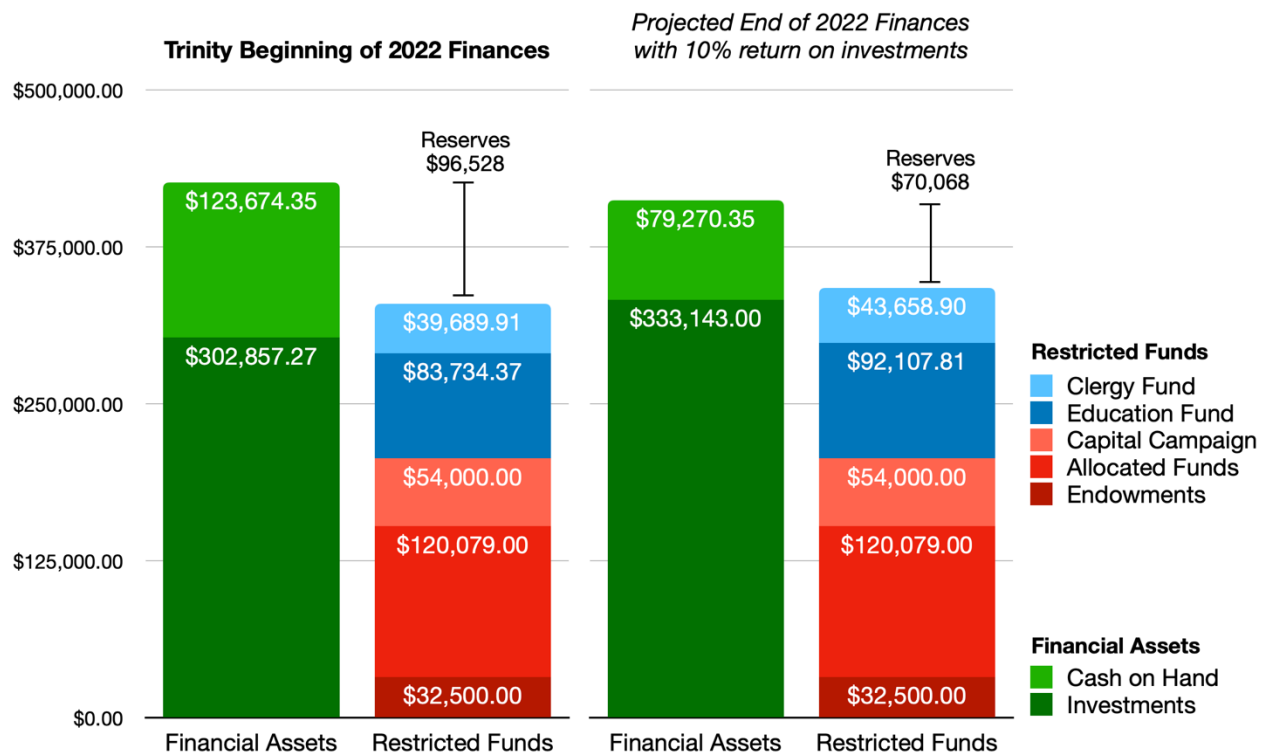 Trinity Beginning of 2022 Finances
Projected End of 2022 Finances
with 10% return on investments
$500,000.00
$375,000.00
$250,000.00
$125,000.00
$0.00
Reserves
$96,528
$123,674.35
$302,857.27
$39,689.91
$83,734.37
$54,000.00
$120,079.00
$32,500.00
Financial Assets
Restricted Funds
Reserves
$70,068
$79,270.35
$333,143.00
$43,658.90
$92,107.81
$54,000.00
$120,079.00
$32,500.00
Financial Assets
Restricted Funds
Restricted Funds
Clergy Fund
Education Fund
Capital Campaign
Allocated Funds
Endowments
Financial Assets
Cash on Hand
Investments